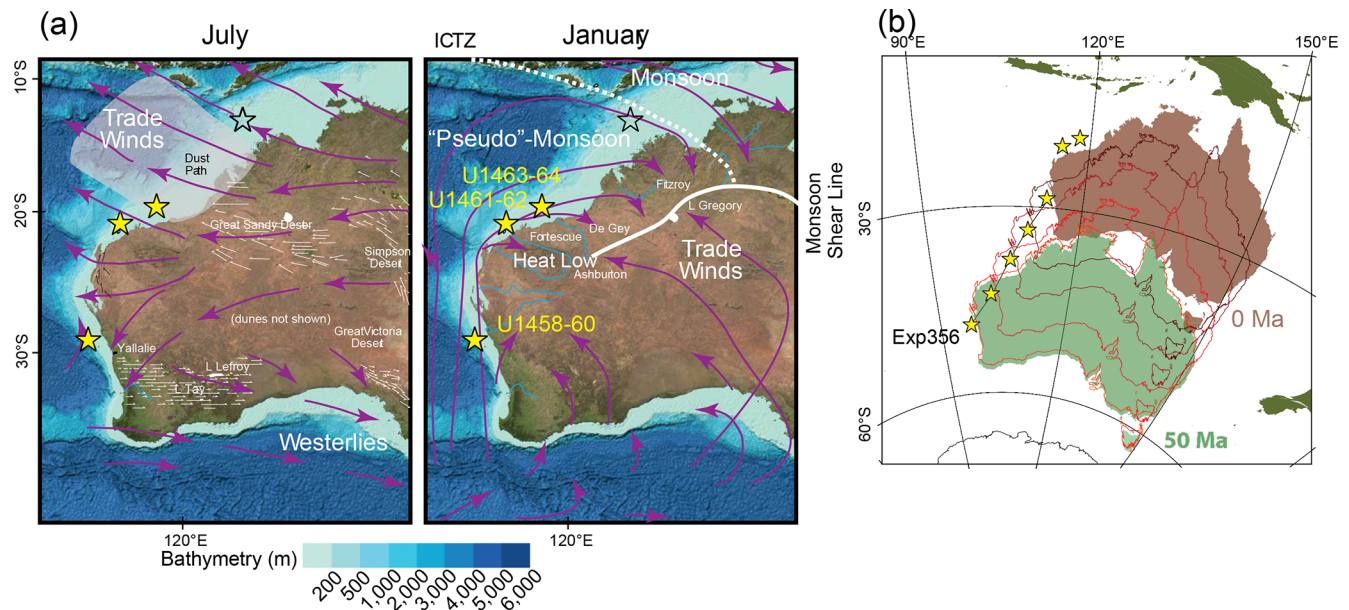 (a)
July
ICTZ
January
(b)
90°E
120°E
150°E
10°S
20°S
30°S
Trade
Winds
Dust
Path
Great Sandy Desert
Simpson
Desert
(dunes not shown)
GreatVictoria
Desert
Yallalie
L Lefroy
L Tay
Westerlies
120°E
Monsoon
"Pseudo"-Monsoon
U1463-64
U1461-62
Fitzroy
L Gregory
De Gey
Fortescue
Heat Low
Ashburton
Trade
Winds
U1458-60
120°E
Monsoon
Shear Line
30°S
60°S
Exp356
0 Ma
50 Ma
Bathymetry (m)
200
500
1,000
2,000
3,000
4,000
5,000
6,000